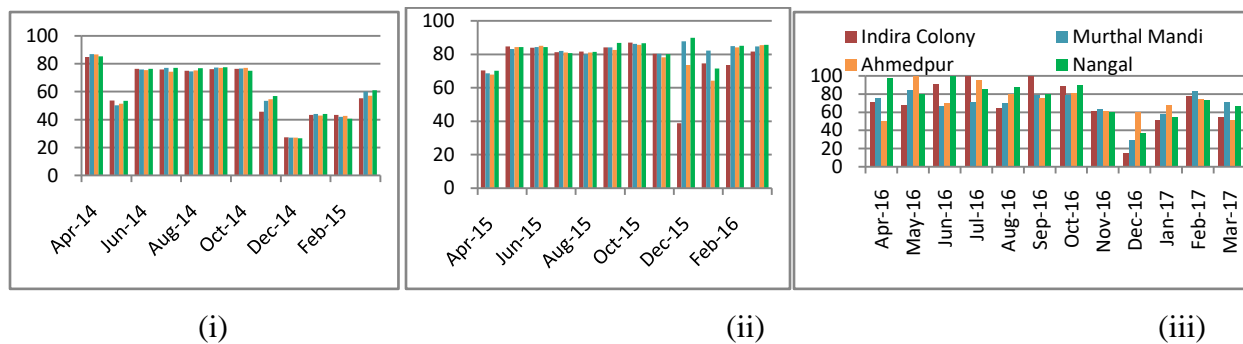 100
80
60
40
20
0
Apr-14
Jun-14
Aug-14
Oct-14
Dec-14
Feb-15
(i)
100
80
60
40
20
0
Apr-15
Jun-15
Aug-15
Oct-15
Dec-15
Feb-16
(ii)
Indira Colony
Murthal Mandi
Ahmedpur
Nangal
100
80
60
40
20
0
Apr-16
May-16
Jun-16
Jul-16
Aug-16
Sep-16
Oct-16
Nov-16
Dec-16
Jan-17
Feb-17
Mar-17
(iii)